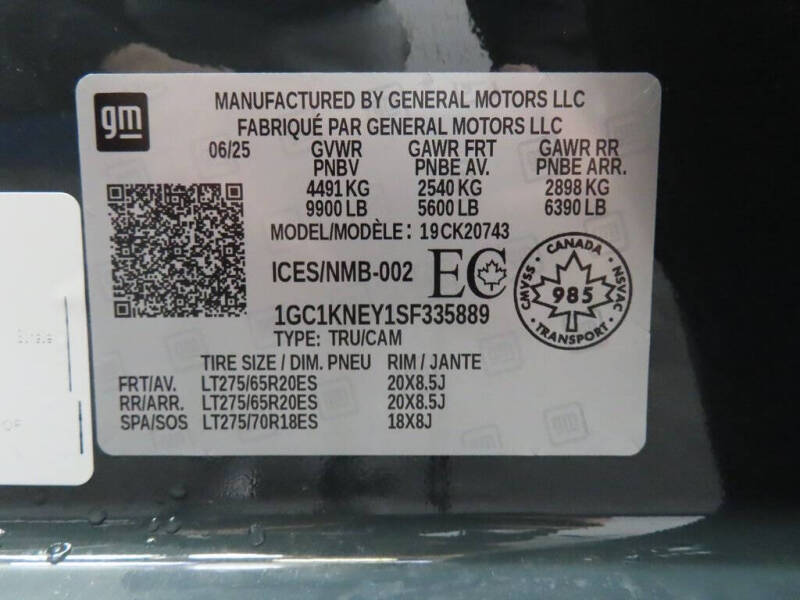 gm
MANUFACTURED BY GENERAL MOTORS LLC
FABRIQUÉ PAR GENERAL MOTORS LLC
06/25 GVWR GAWR FRT GAWR RR
PNBV PNBE AV. PNBE ARR.
4491 KG 2540 KG 2898 KG
9900 LB 5600 LB 6390 LB
MODEL/MODÈLE: 19CK20743
ICES/NMB-002 EC
CANADA
CMVSS 985 NSVAC
TRANSPORT
1GC1KNEY1SF335889
TYPE: TRU/CAM
TIRE SIZE / DIM. PNEU RIM / JANTE
FRT/AV. LT275/65R20ES 20X8.5J
RR/ARR. LT275/65R20ES 20X8.5J
SPA/SOS LT275/70R18ES 18X8J